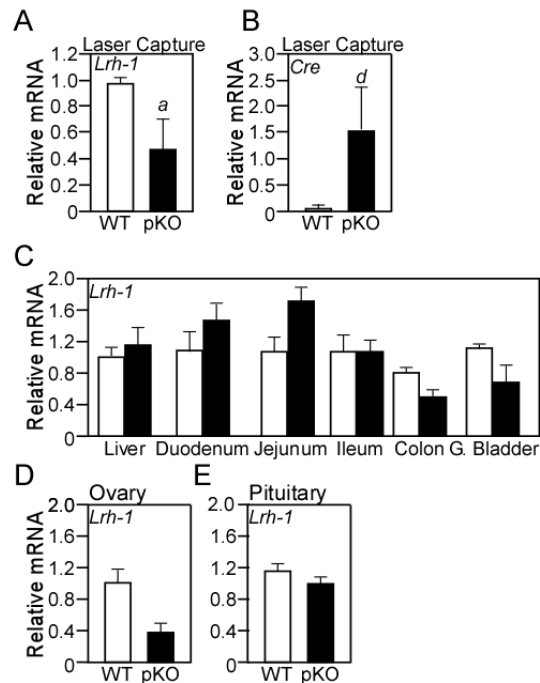 A
Laser Capture
Lrh-1
Relative mRNA
1.2
1.0
0.8
0.6
0.4
0.2
0
a
WT pKO
B
Laser Capture
Cre
Relative mRNA
3.0
2.5
2.0
1.5
1.0
0.5
0
d
WT pKO
C
Lrh-1
Relative mRNA
2.0
1.6
1.2
0.8
0.4
0
Liver Duodenum Jejunum Ileum Colon G. Bladder
D
Ovary
Lrh-1
Relative mRNA
2.0
1.6
1.2
0.8
0.4
0
WT pKO
E
Pituitary
Lrh-1
2.0
1.6
1.2
0.8
0.4
0
WT pKO